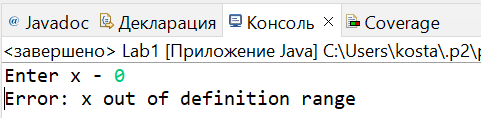 @ Javadoc Декларация Консоль × Coverage
<завершено> Lab1 [Приложение Java] C:\Users\kosta\.p2\p
Enter x - 0
Error: x out of definition range